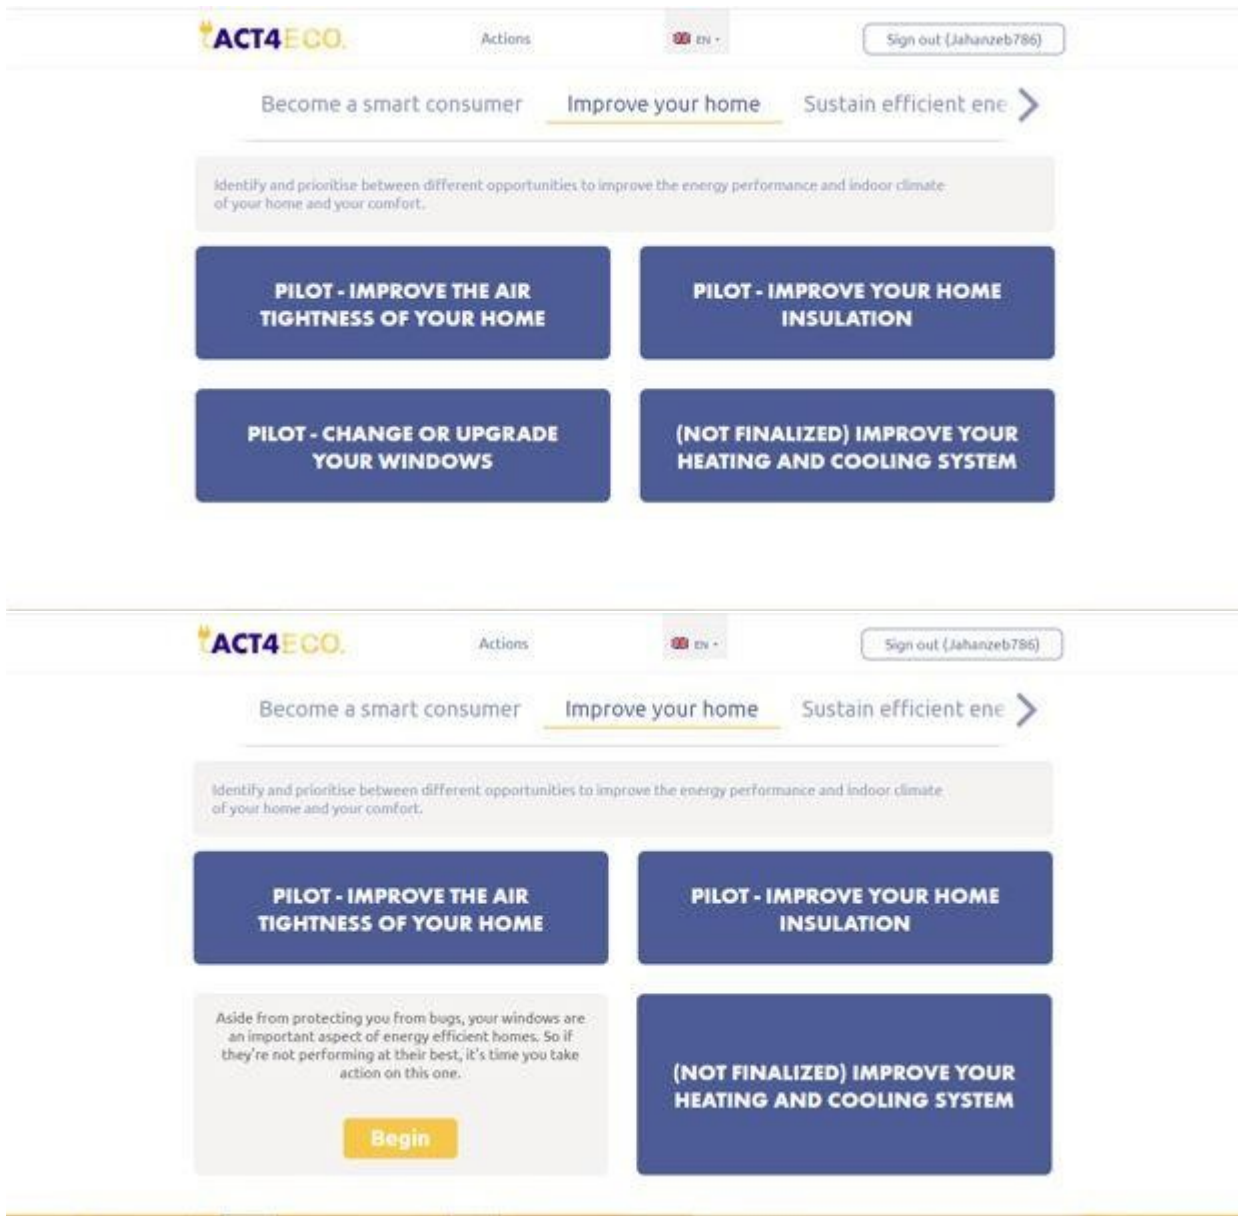 ACT4ECO.
Actions
EN
Sign out (Jahanzeb786)
Become a smart consumer
Improve your home
Sustain efficient ene
Identify and prioritise between different opportunities to improve the energy performance and indoor climate
of your home and your comfort.
PILOT - IMPROVE THE AIR
TIGHTNESS OF YOUR HOME
PILOT - IMPROVE YOUR HOME
INSULATION
PILOT - CHANGE OR UPGRADE
YOUR WINDOWS
(NOT FINALIZED) IMPROVE YOUR
HEATING AND COOLING SYSTEM
ACT4ECO.
Actions
EN
Sign out (Jahanzeb786)
Become a smart consumer
Improve your home
Sustain efficient ene
Identify and prioritise between different opportunities to improve the energy performance and indoor climate
of your home and your comfort.
PILOT - IMPROVE THE AIR
TIGHTNESS OF YOUR HOME
PILOT - IMPROVE YOUR HOME
INSULATION
Aside from protecting you from bugs, your windows are
an important aspect of energy efficient homes. So if
they're not performing at their best, it's time you take
action on this one.
Begin
(NOT FINALIZED) IMPROVE YOUR
HEATING AND COOLING SYSTEM